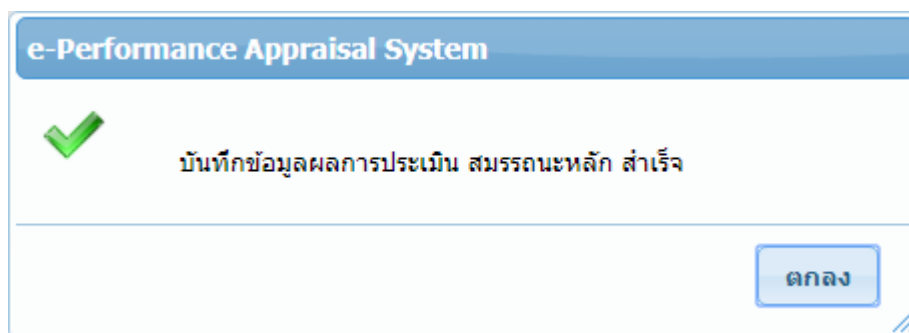 e-Performance Appraisal System
บันทึกข้อมูลผลการประเมิน สมรรถนะหลัก สำเร็จ
ตกลง